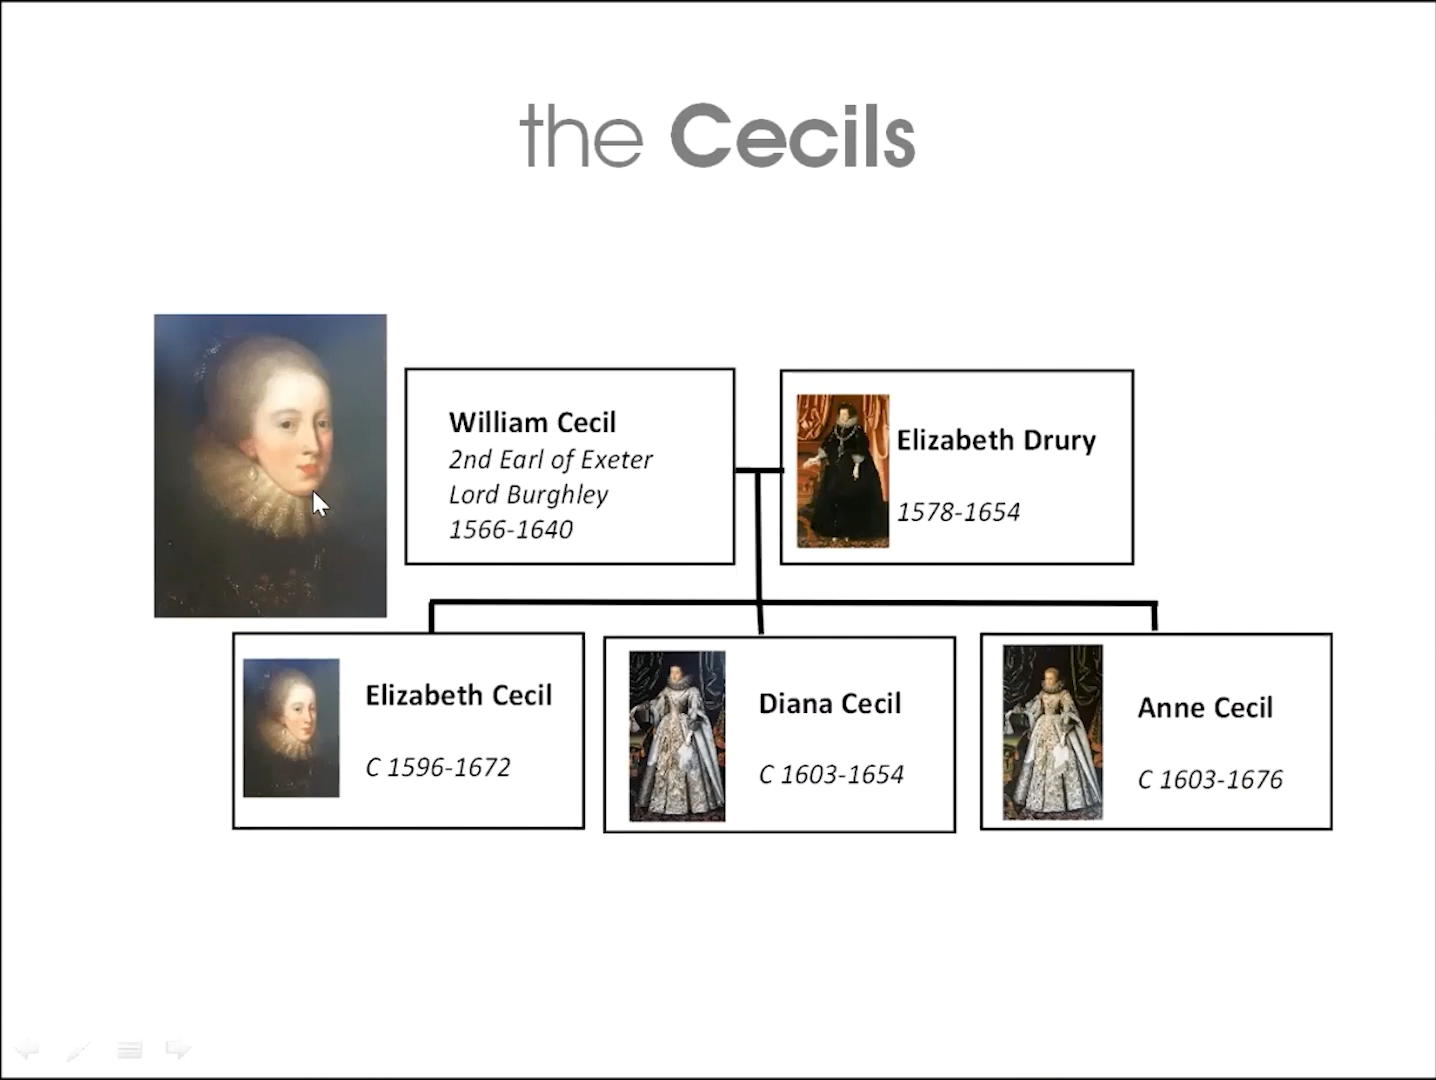 the Cecils
William Cecil
2nd Earl of Exeter
Lord Burghley
1566-1640
Elizabeth Drury
1578-1654
Elizabeth Cecil
C 1596-1672
Diana Cecil
C 1603-1654
Anne Cecil
C 1603-1676